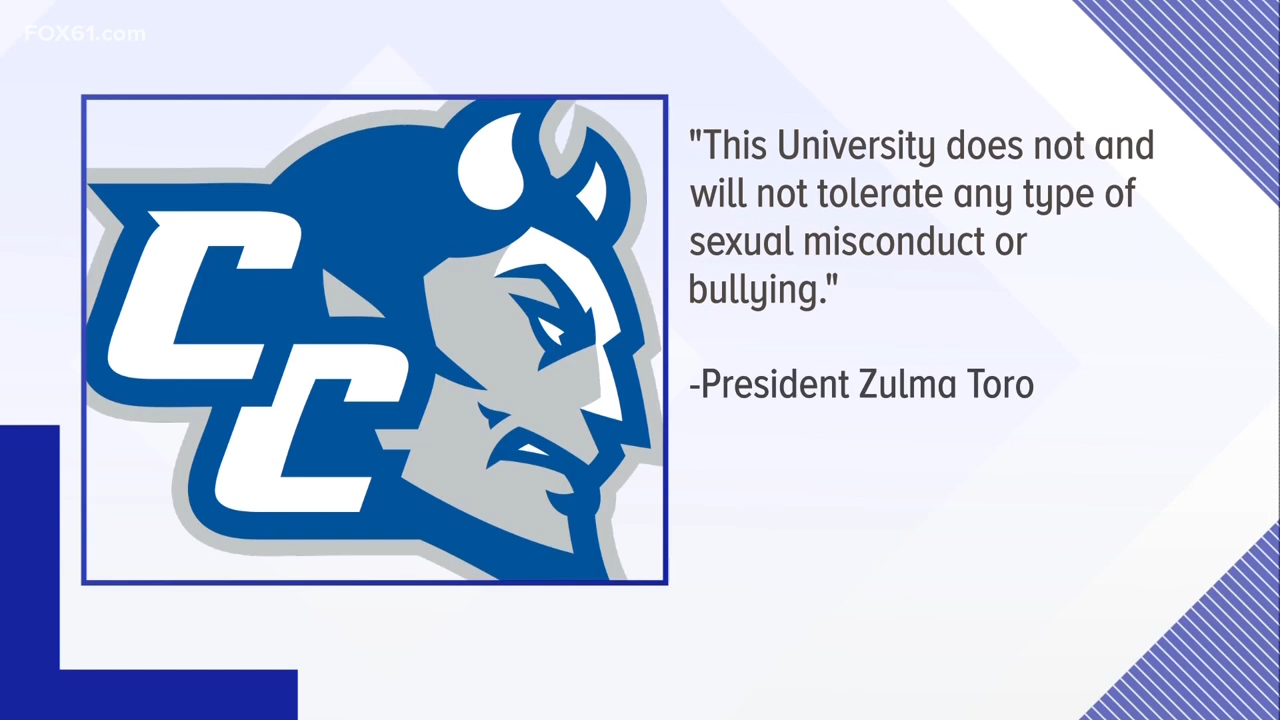 FOX61.com
CC
"This University does not and
will not tolerate any type of
sexual misconduct or
bullying."
-President Zulma Toro